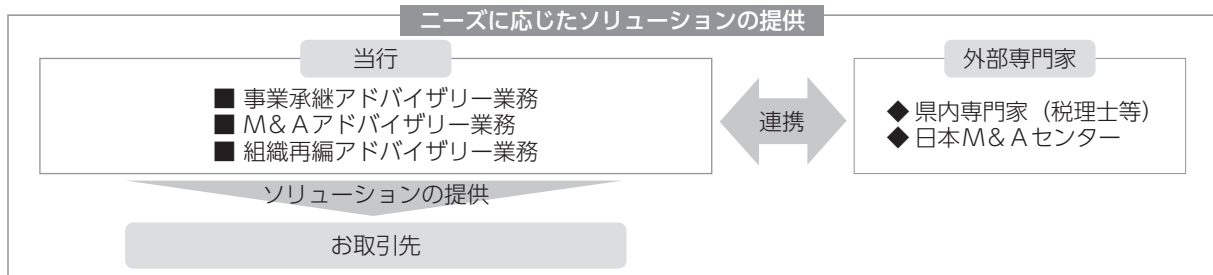 ニーズに応じたソリューションの提供
当行
■ 事業承継アドバイザリー業務
■ M&Aアドバイザリー業務
■ 組織再編アドバイザリー業務
連携
外部専門家
◆ 県内専門家（税理士等）
◆ 日本M&Aセンター
ソリューションの提供
お取引先